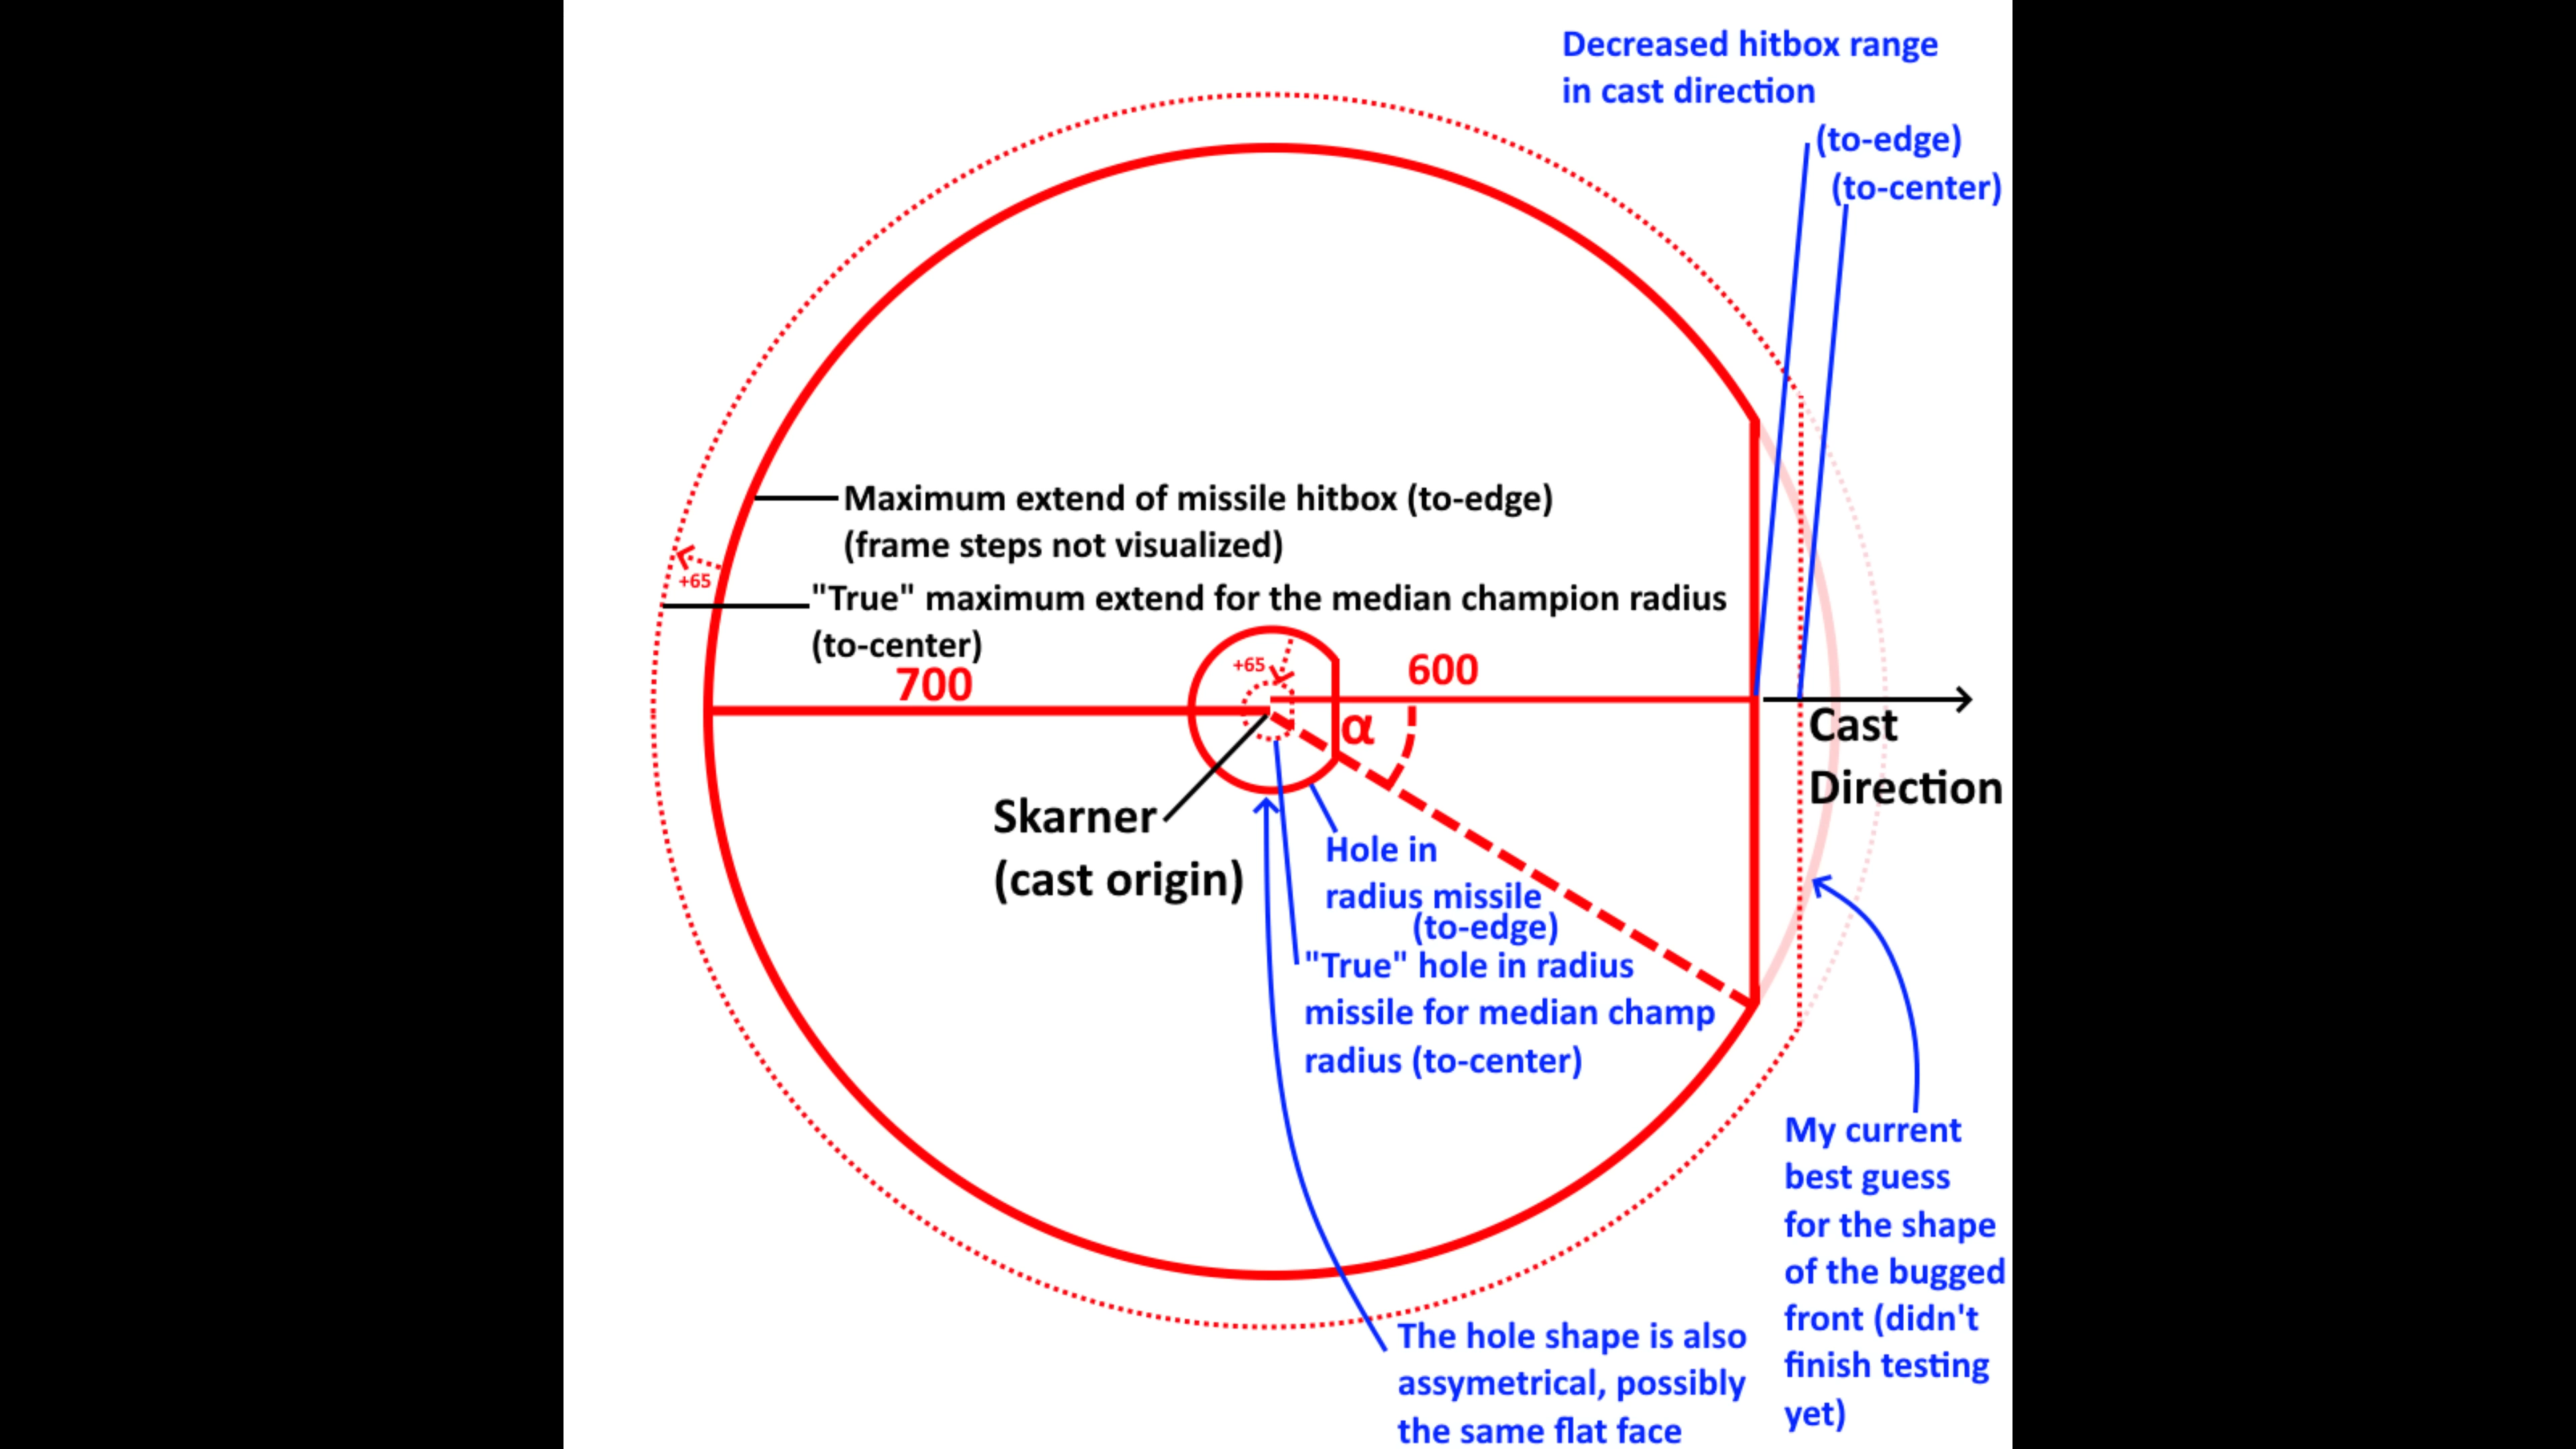 Decreased hitbox range
in cast direction
(to-edge)
(to-center)
Maximum extend of missile hitbox (to-edge)
(frame steps not visualized)
+65
"True" maximum extend for the median champion radius
(to-center)
700
+65
600
α
Cast
Direction
Skarner
(cast origin)
Hole in
radius missile
(to-edge)
"True" hole in radius
missile for median champ
radius (to-center)
My current
best guess
for the shape
of the bugged
front (didn't
finish testing
yet)
The hole shape is also
assymetrical, possibly
the same flat face